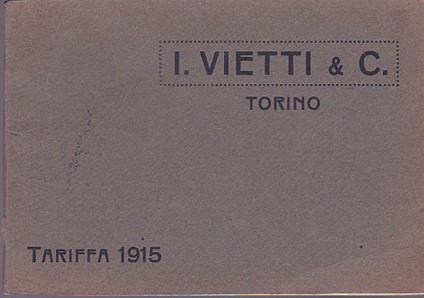 I. VIETTI & C.
TORINO
TARIFFA 1915